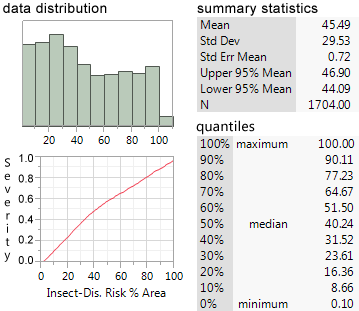 data distribution
20 40 60 80 100
S
e
v
e
r
i
t
y
1.0
0.8
0.6
0.4
0.2
0.0
0 20 40 60 80 100
Insect-Dis. Risk % Area
summary statistics
Mean 45.49
Std Dev 29.53
Std Err Mean 0.72
Upper 95% Mean 46.90
Lower 95% Mean 44.09
N 1704.00
quantiles
100% maximum 100.00
90% 90.11
80% 77.23
70% 64.67
60% 51.50
50% median 40.24
40% 31.52
30% 23.61
20% 16.36
10% 8.66
0% minimum 0.10